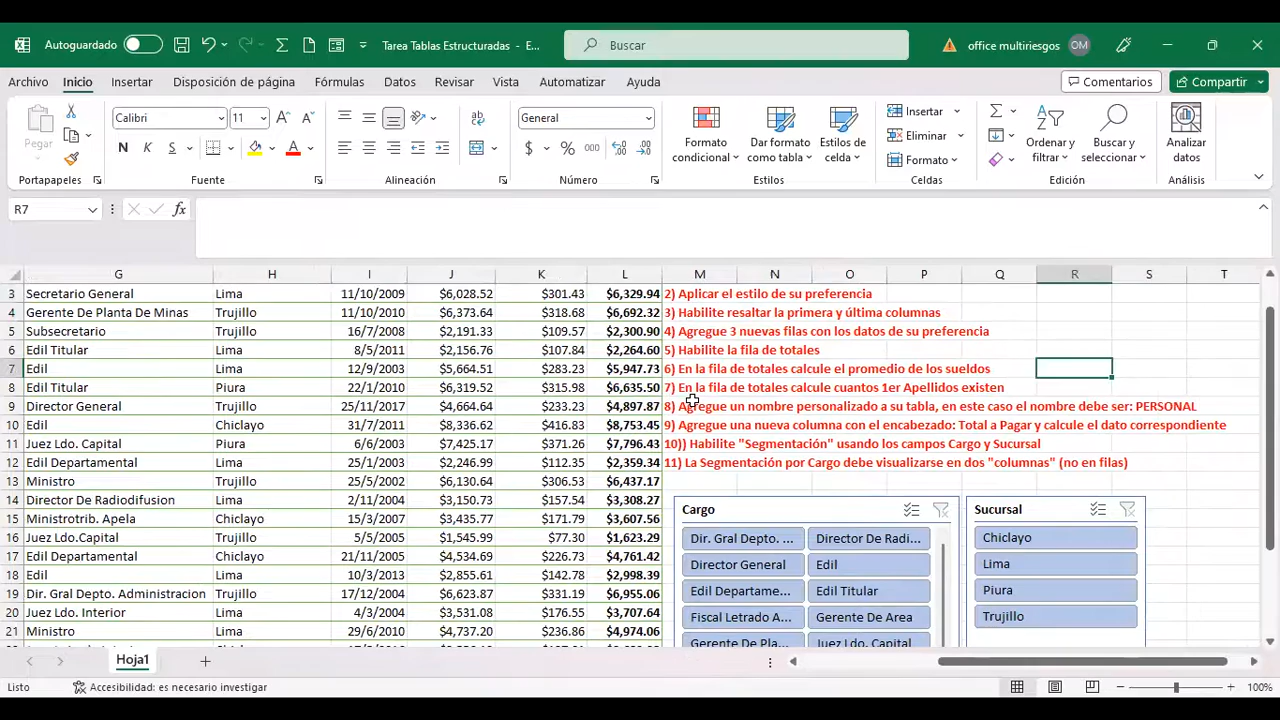 Autoguardado Tarea Tablas Estructuradas - E... Buscar office multiriesgos OM
Archivo Inicio Insertar Disposición de página Fórmulas Datos Revisar Vista Automatizar Ayuda Comentarios Compartir
Pegar Calibri 11 General Formato condicional Dar formato como tabla Estilos de celda Insertar Eliminar Formato Ordenar y filtrar Buscar y seleccionar Analizar datos
N K S $ % 000
Portapapeles Fuente Alineación Número Estilos Celdas Edición Análisis
R7 fx
G H I J K L M N O P Q R S T
3 Secretario General Lima 11/10/2009 $6,028.52 $301.43 $6,329.94 2) Aplicar el estilo de su preferencia
4 Gerente De Planta De Minas Trujillo 11/10/2010 $6,373.64 $318.68 $6,692.32 3) Habilite resaltar la primera y última columnas
5 Subsecretario Trujillo 16/7/2008 $2,191.33 $109.57 $2,300.90 4) Agregue 3 nuevas filas con los datos de su preferencia
6 Edil Titular Lima 8/5/2011 $2,156.76 $107.84 $2,264.60 5) Habilite la fila de totales
7 Edil Lima 12/9/2003 $5,664.51 $283.23 $5,947.73 6) En la fila de totales calcule el promedio de los sueldos
8 Edil Titular Piura 22/1/2010 $6,319.52 $315.98 $6,635.50 7) En la fila de totales calcule cuantos 1er Apellidos existen
9 Director General Trujillo 25/11/2017 $4,664.64 $233.23 $4,897.87 8) Agregue un nombre personalizado a su tabla, en este caso el nombre debe ser: PERSONAL
10 Edil Chiclayo 31/7/2011 $8,336.62 $416.83 $8,753.45 9) Agregue una nueva columna con el encabezado: Total a Pagar y calcule el dato correspondiente
11 Juez Ldo. Capital Piura 6/6/2003 $7,425.17 $371.26 $7,796.43 10)) Habilite "Segmentación" usando los campos Cargo y Sucursal
12 Edil Departamental Lima 25/1/2003 $2,246.99 $112.35 $2,359.34 11) La Segmentación por Cargo debe visualizarse en dos "columnas" (no en filas)
13 Ministro Trujillo 25/5/2002 $6,130.64 $306.53 $6,437.17
14 Director De Radiodifusion Lima 2/11/2004 $3,150.73 $157.54 $3,308.27 Cargo Sucursal
15 Ministrotrib. Apela Chiclayo 15/3/2007 $3,435.77 $171.79 $3,607.56 Dir. Gral Depto. ... Director De Radi... Chiclayo
16 Juez Ldo.Capital Trujillo 5/5/2005 $1,545.99 $77.30 $1,623.29 Director General Edil Lima
17 Edil Departamental Chiclayo 21/11/2005 $4,534.69 $226.73 $4,761.42
18 Edil Lima 10/3/2013 $2,855.61 $142.78 $2,998.39 Edil Departame... Edil Titular Piura
19 Dir. Gral Depto. Administracion Trujillo 17/12/2004 $6,623.87 $331.19 $6,955.06 Fiscal Letrado A... Gerente De Area Trujillo
20 Juez Ldo. Interior Lima 4/3/2004 $3,531.08 $176.55 $3,707.64
21 Ministro Lima 29/6/2010 $4,737.20 $236.86 $4,974.06 Gerente De Pla... Juez Ldo. Capital
Hoja1
Listo Accesibilidad: es necesario investigar 100%